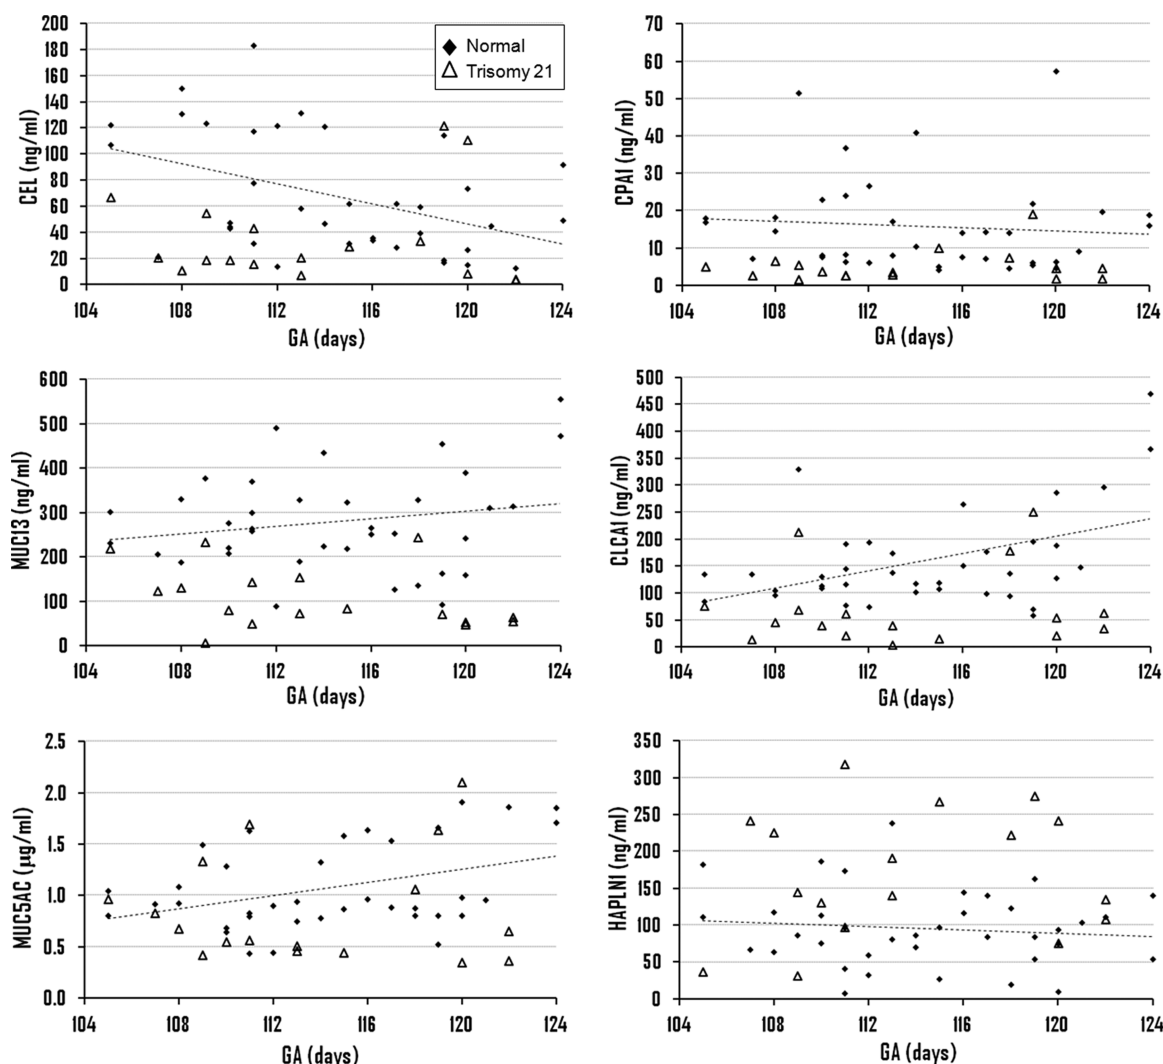 200
180
160
140
120
100
80
60
40
20
0
CEL (ng/ml)
◆ Normal
△ Trisomy 21
104 108 112 116 120 124
GA (days)
70
60
50
40
30
20
10
0
CPA1 (ng/ml)
104 108 112 116 120 124
GA (days)
600
500
400
300
200
100
0
MUC13 (ng/ml)
104 108 112 116 120 124
GA (days)
500
450
400
350
300
250
200
150
100
50
0
CLCA1 (ng/ml)
104 108 112 116 120 124
GA (days)
2.5
2.0
1.5
1.0
0.5
0.0
MUC5AC (µg/ml)
104 108 112 116 120 124
GA (days)
350
300
250
200
150
100
50
0
HAPLN1 (ng/ml)
104 108 112 116 120 124
GA (days)